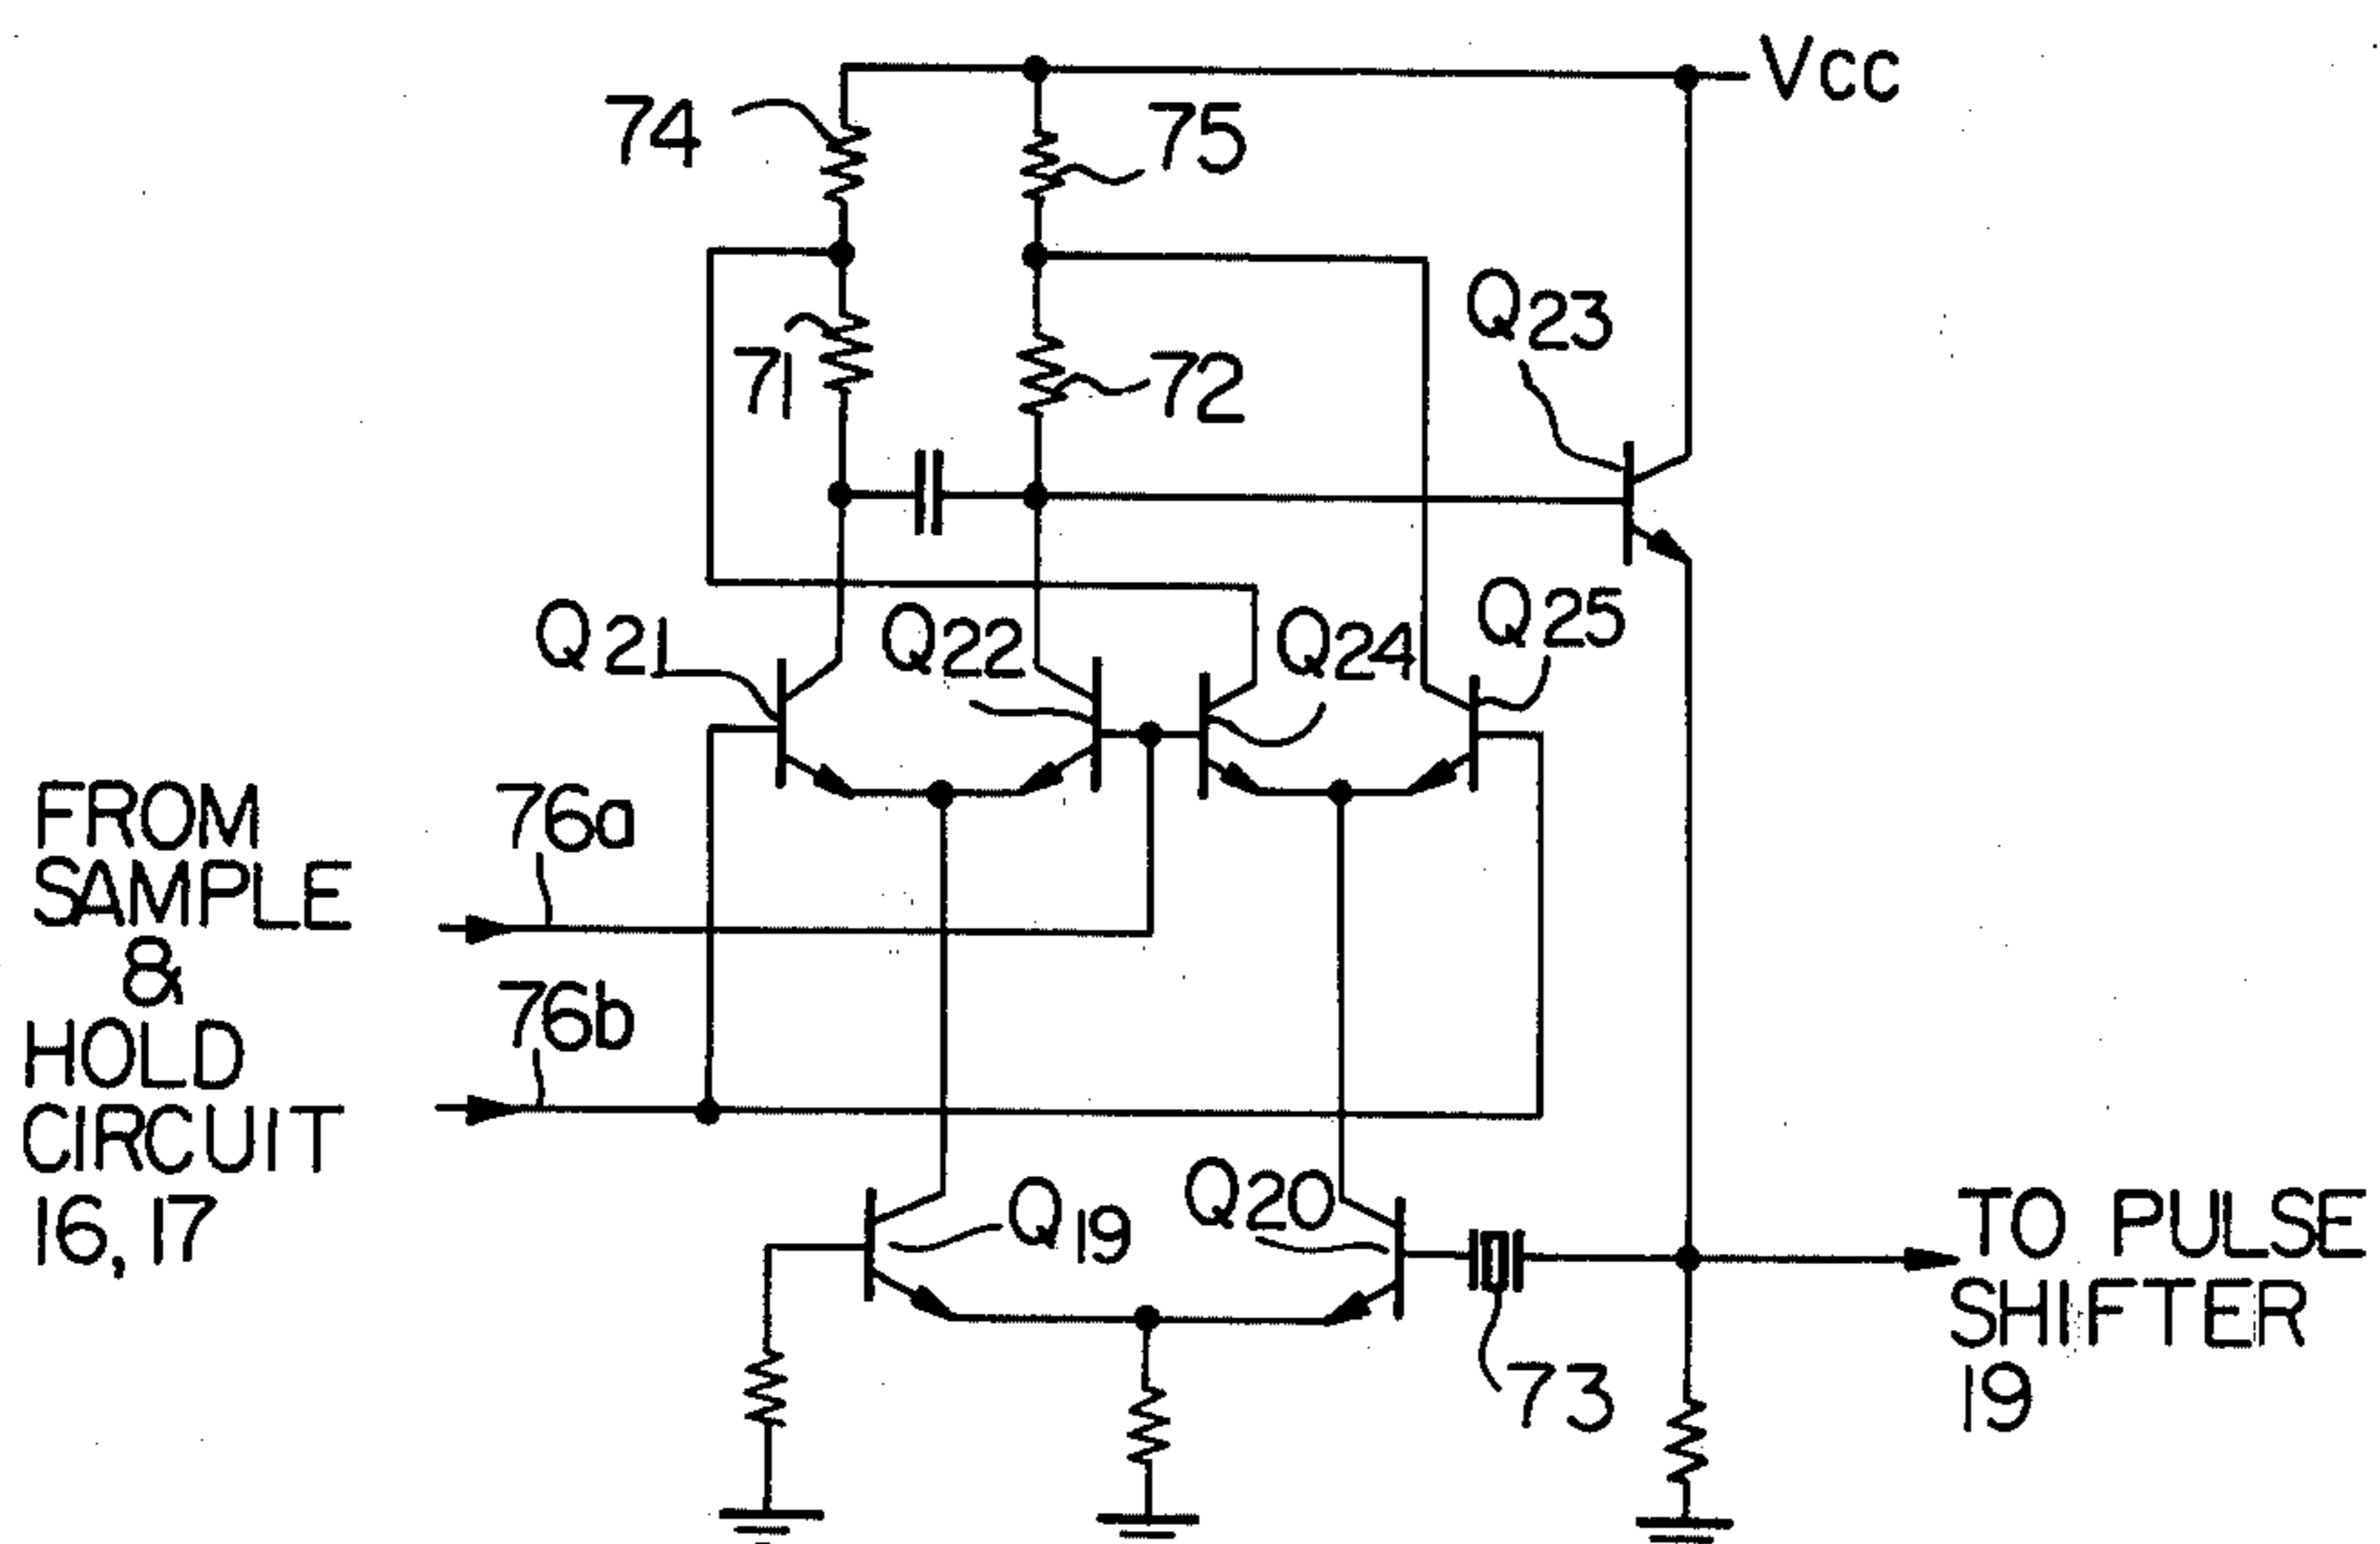 Vcc
74
75
Q23
71
72
Q21
Q22
Q24
Q25
FROM
SAMPLE
&
HOLD
CIRCUIT
16, 17
76a
76b
Q19
Q20
73
TO PULSE
SHIFTER
19